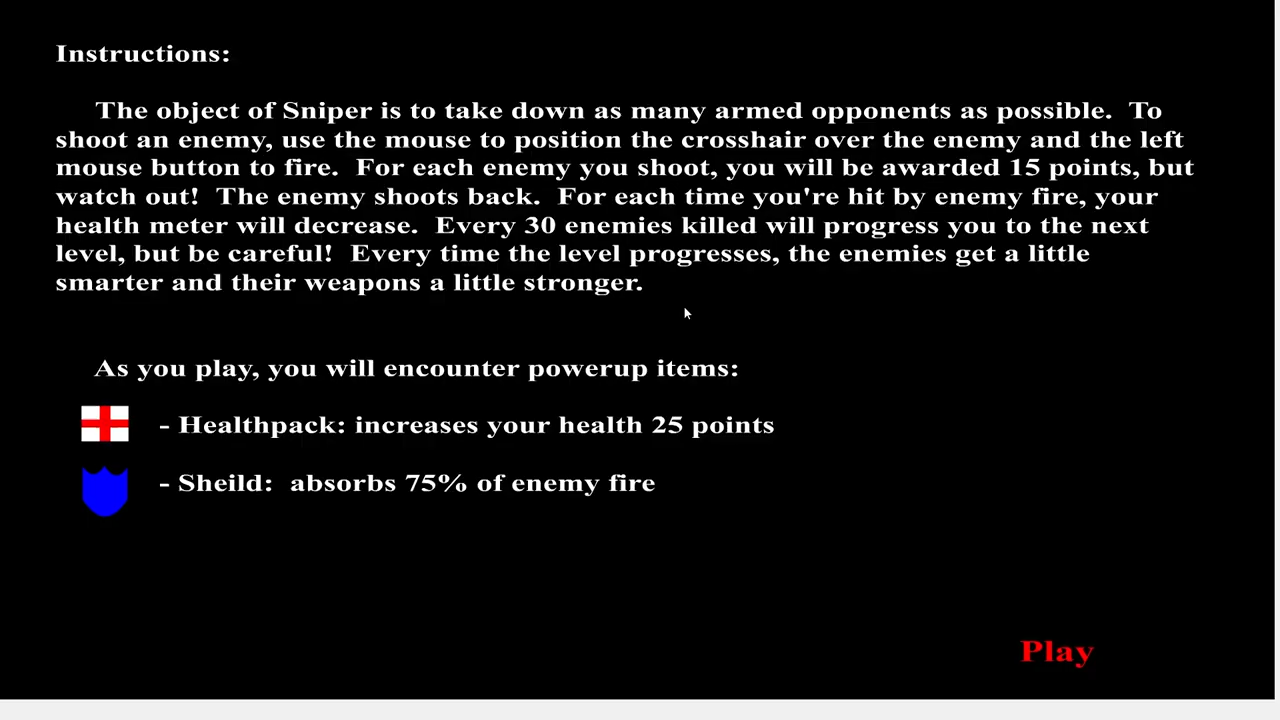 Instructions:
The object of Sniper is to take down as many armed opponents as possible.  To
shoot an enemy, use the mouse to position the crosshair over the enemy and the left
mouse button to fire.  For each enemy you shoot, you will be awarded 15 points, but
watch out!  The enemy shoots back.  For each time you're hit by enemy fire, your
health meter will decrease.  Every 30 enemies killed will progress you to the next
level, but be careful!  Every time the level progresses, the enemies get a little
smarter and their weapons a little stronger.
As you play, you will encounter powerup items:
- Healthpack: increases your health 25 points
- Sheild:  absorbs 75% of enemy fire
Play